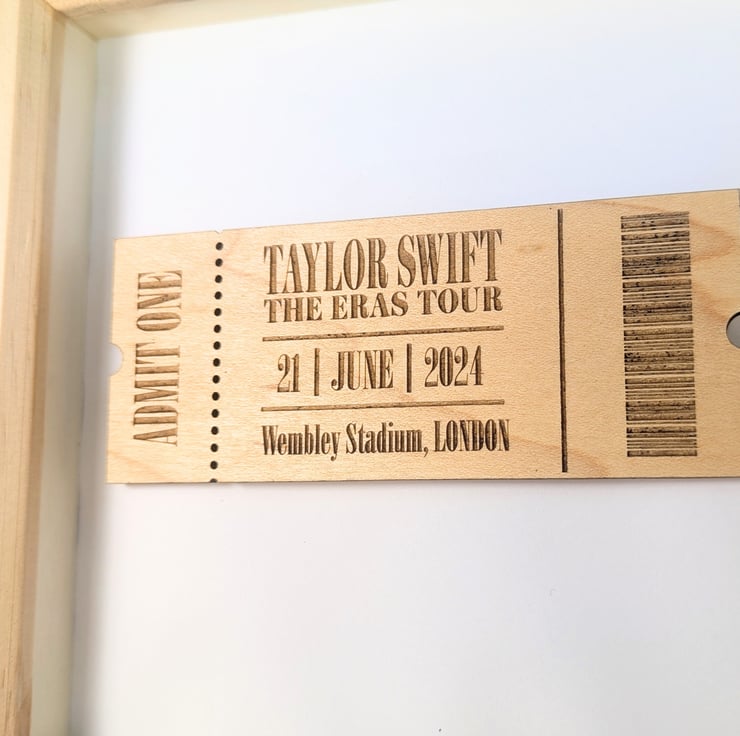 ADMIT ONE
TAYLOR SWIFT
THE ERAS TOUR
21 | JUNE | 2024
Wembley Stadium, LONDON